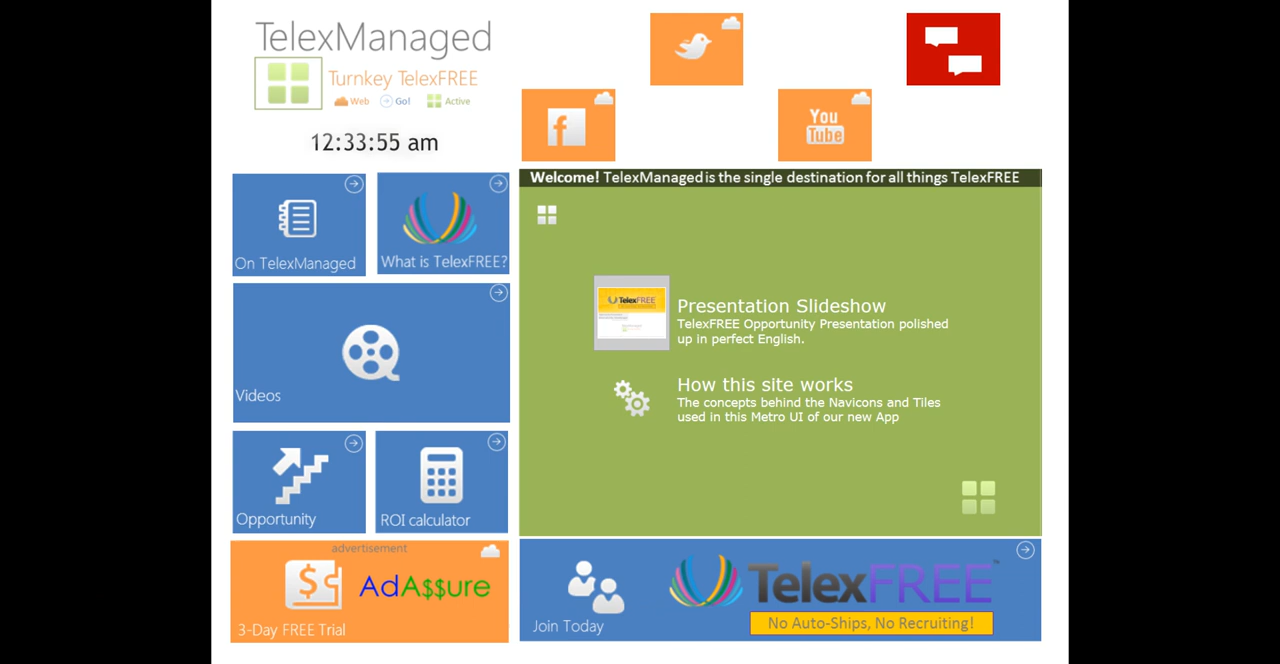 TelexManaged
Turnkey TelexFREE
Web Go! Active
12:33:55 am
f
You
Tube
On TelexManaged
What is TelexFREE?
Videos
Opportunity
ROI calculator
advertisement
$ AdA$$ure
3-Day FREE Trial
Welcome! TelexManaged is the single destination for all things TelexFREE
TelexFREE
Presentation Slideshow
TelexFREE Opportunity Presentation polished
up in perfect English.
How this site works
The concepts behind the Navicons and Tiles
used in this Metro UI of our new App
TelexFREE™
No Auto-Ships, No Recruiting!
Join Today